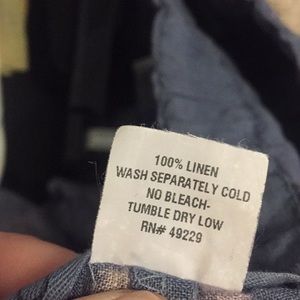 100% LINEN
WASH SEPARATELY COLD
NO BLEACH-
TUMBLE DRY LOW
RN# 49229